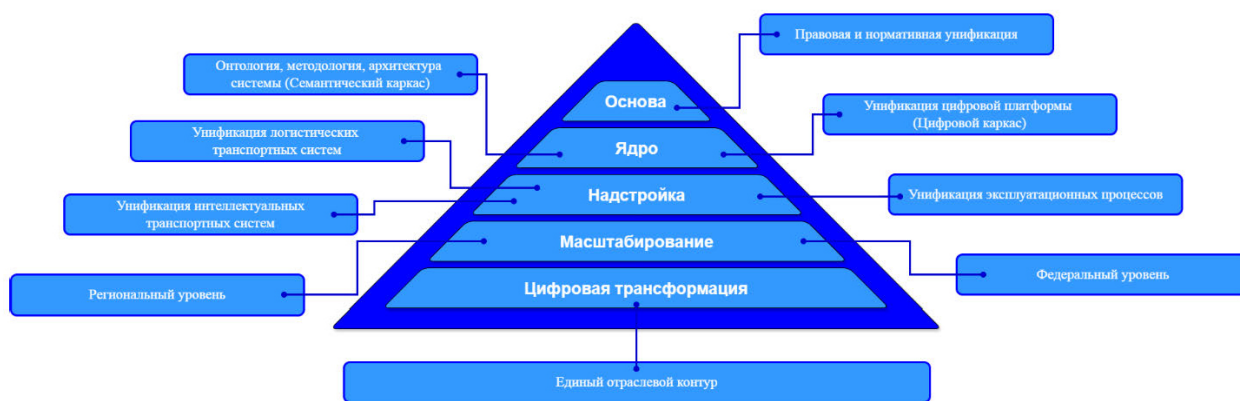 Правовая и нормативная унификация
Онтология, методология, архитектура
системы (Семантический каркас)
Основа
Унификация цифровой платформы
(Цифровой каркас)
Унификация логистических
транспортных систем
Ядро
Надстройка
Унификация эксплуатационных процессов
Унификация интеллектуальных
транспортных систем
Масштабирование
Федеральный уровень
Региональный уровень
Цифровая трансформация
Единый отраслевой контур